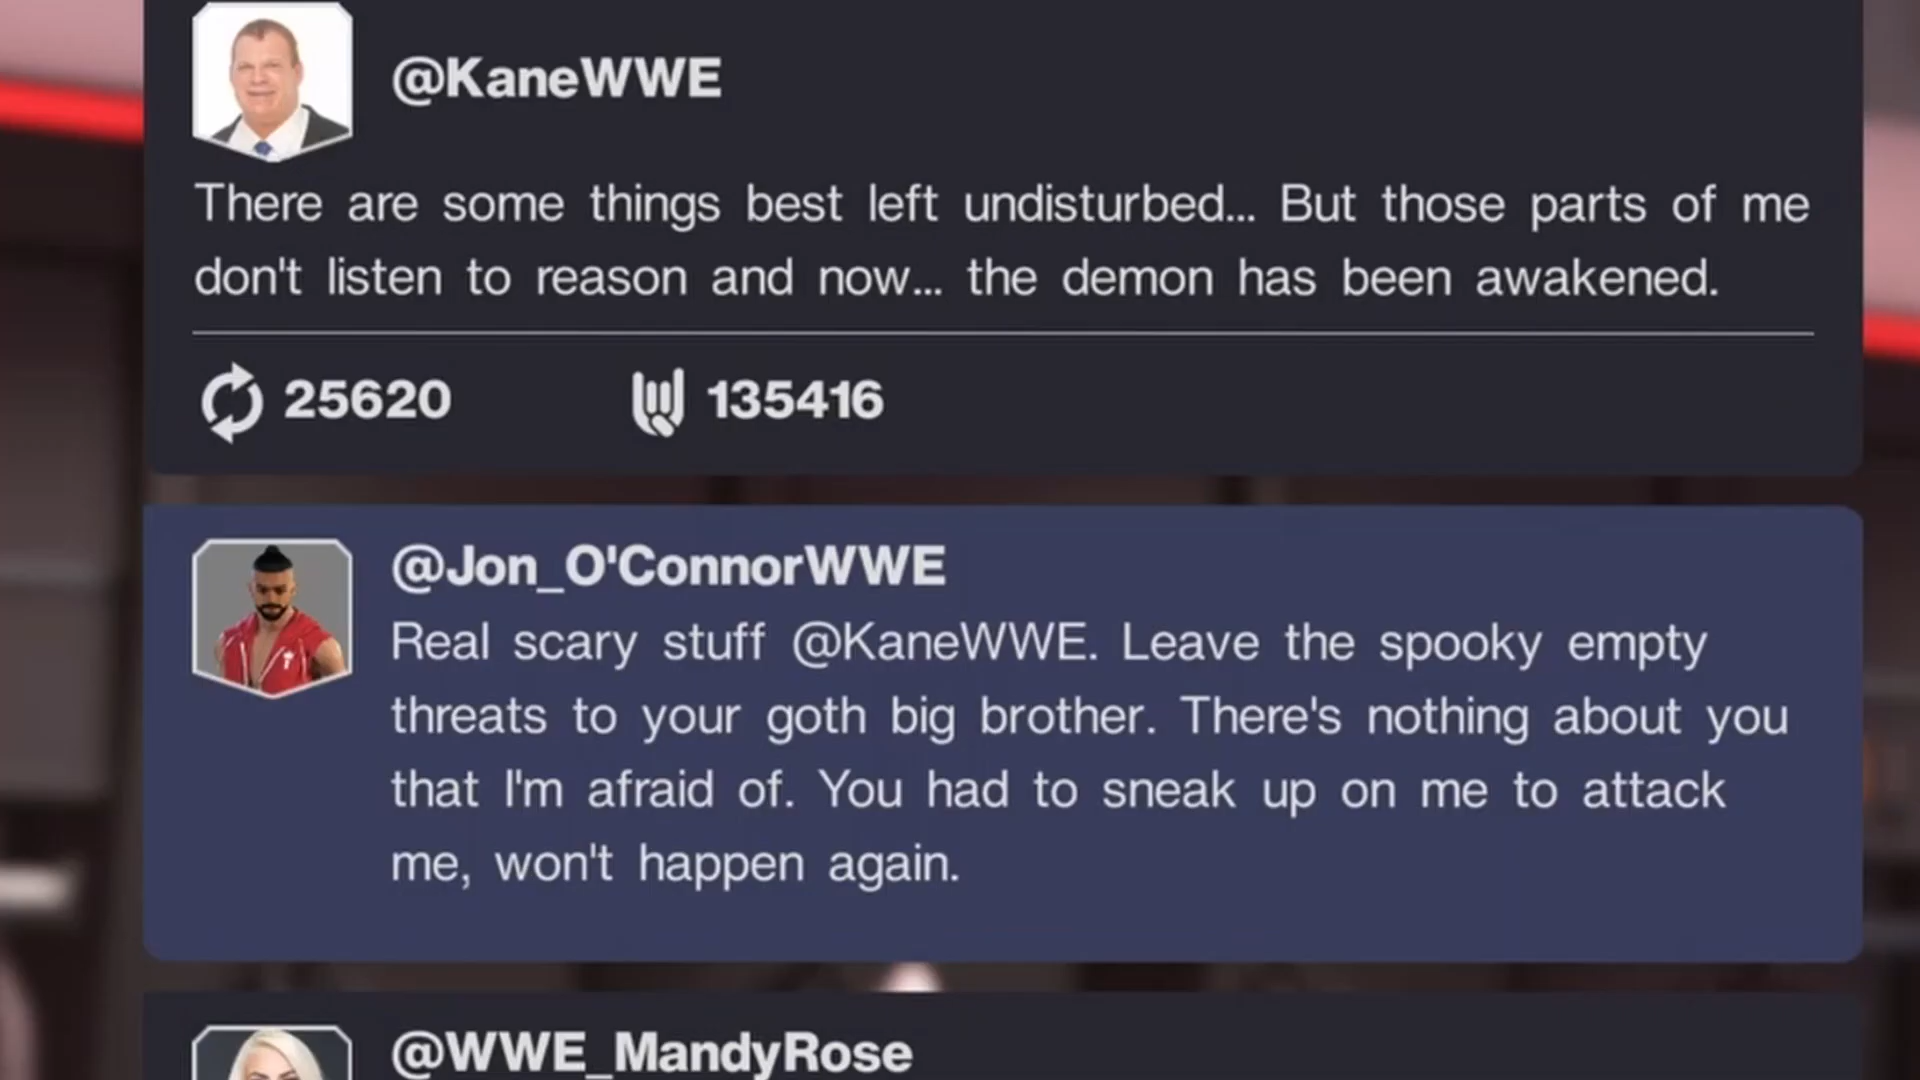 @KaneWWE
There are some things best left undisturbed... But those parts of me
don't listen to reason and now... the demon has been awakened.
25620 135416
@Jon_O'ConnorWWE
Real scary stuff @KaneWWE. Leave the spooky empty
threats to your goth big brother. There's nothing about you
that I'm afraid of. You had to sneak up on me to attack
me, won't happen again.
@WWE_MandyRose